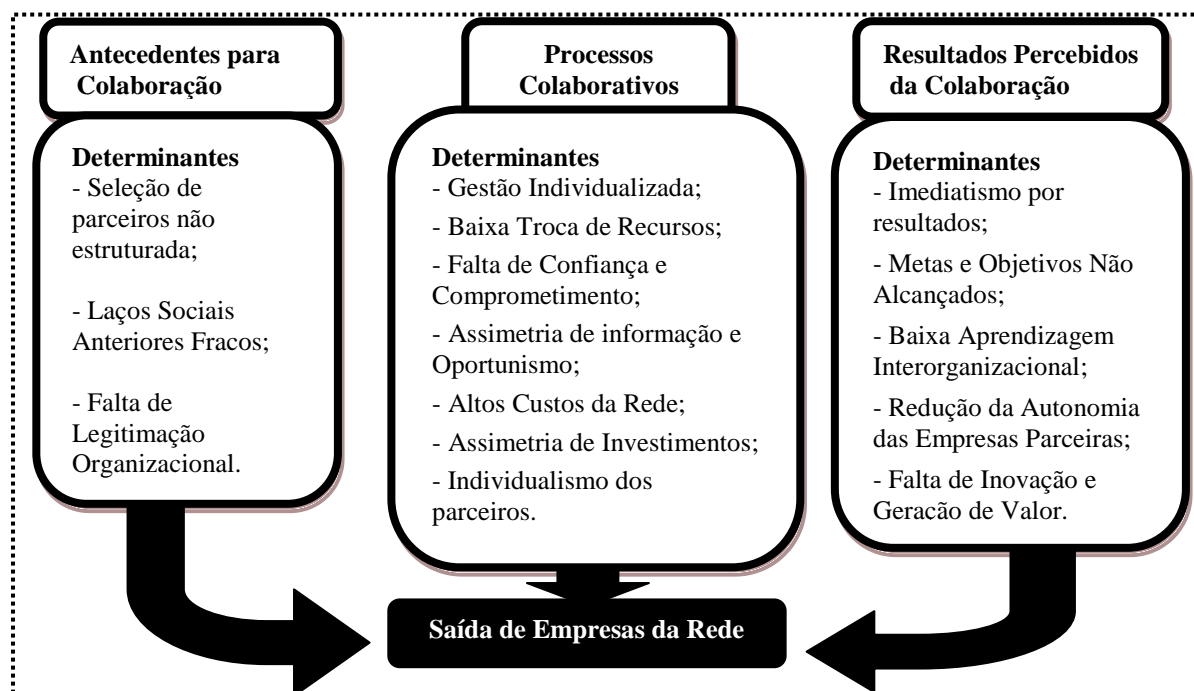 Antecedentes para
Colaboração
Determinantes
- Seleção de
parceiros não
estruturada;
- Laços Sociais
Anteriores Fracos;
- Falta de
Legitimação
Organizacional.
Processos
Colaborativos
Determinantes
- Gestão Individualizada;
- Baixa Troca de Recursos;
- Falta de Confiança e
Comprometimento;
- Assimetria de informação e
Oportunismo;
- Altos Custos da Rede;
- Assimetria de Investimentos;
- Individualismo dos
parceiros.
Resultados Percebidos
da Colaboração
Determinantes
- Imediatismo por
resultados;
- Metas e Objetivos Não
Alcançados;
- Baixa Aprendizagem
Interorganizacional;
- Redução da Autonomia
das Empresas Parceiras;
- Falta de Inovação e
Geracão de Valor.
Saída de Empresas da Rede